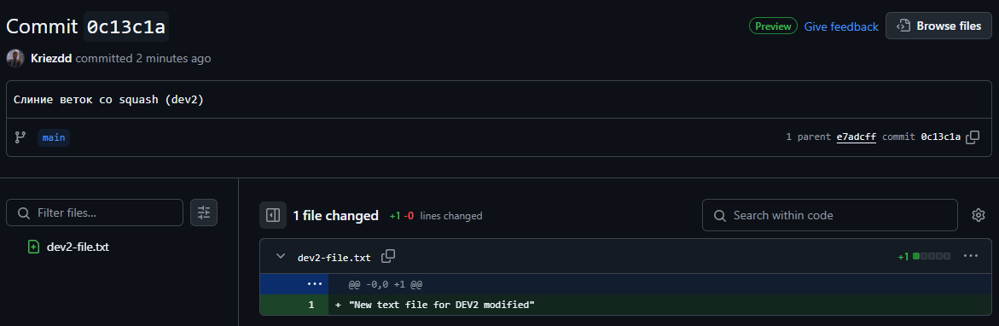 Commit 0c13c1a
Preview Give feedback Browse files
Kriezdd committed 2 minutes ago
Слиние веток со squash (dev2)
main
1 parent e7adcff commit 0c13c1a
Filter files...
dev2-file.txt
1 file changed +1 -0 lines changed
Search within code
dev2-file.txt
+1
@@ -0,0 +1 @@
1 + "New text file for DEV2 modified"